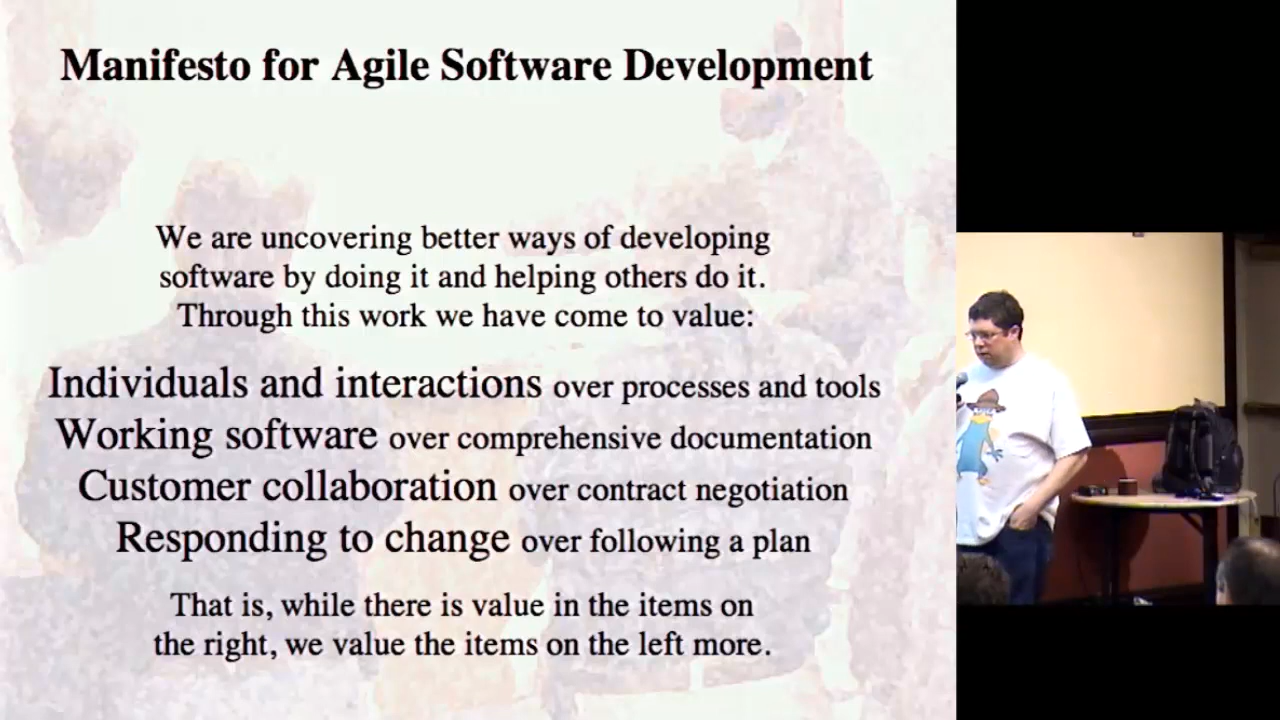 Manifesto for Agile Software Development
We are uncovering better ways of developing
software by doing it and helping others do it.
Through this work we have come to value:
Individuals and interactions over processes and tools
Working software over comprehensive documentation
Customer collaboration over contract negotiation
Responding to change over following a plan
That is, while there is value in the items on
the right, we value the items on the left more.